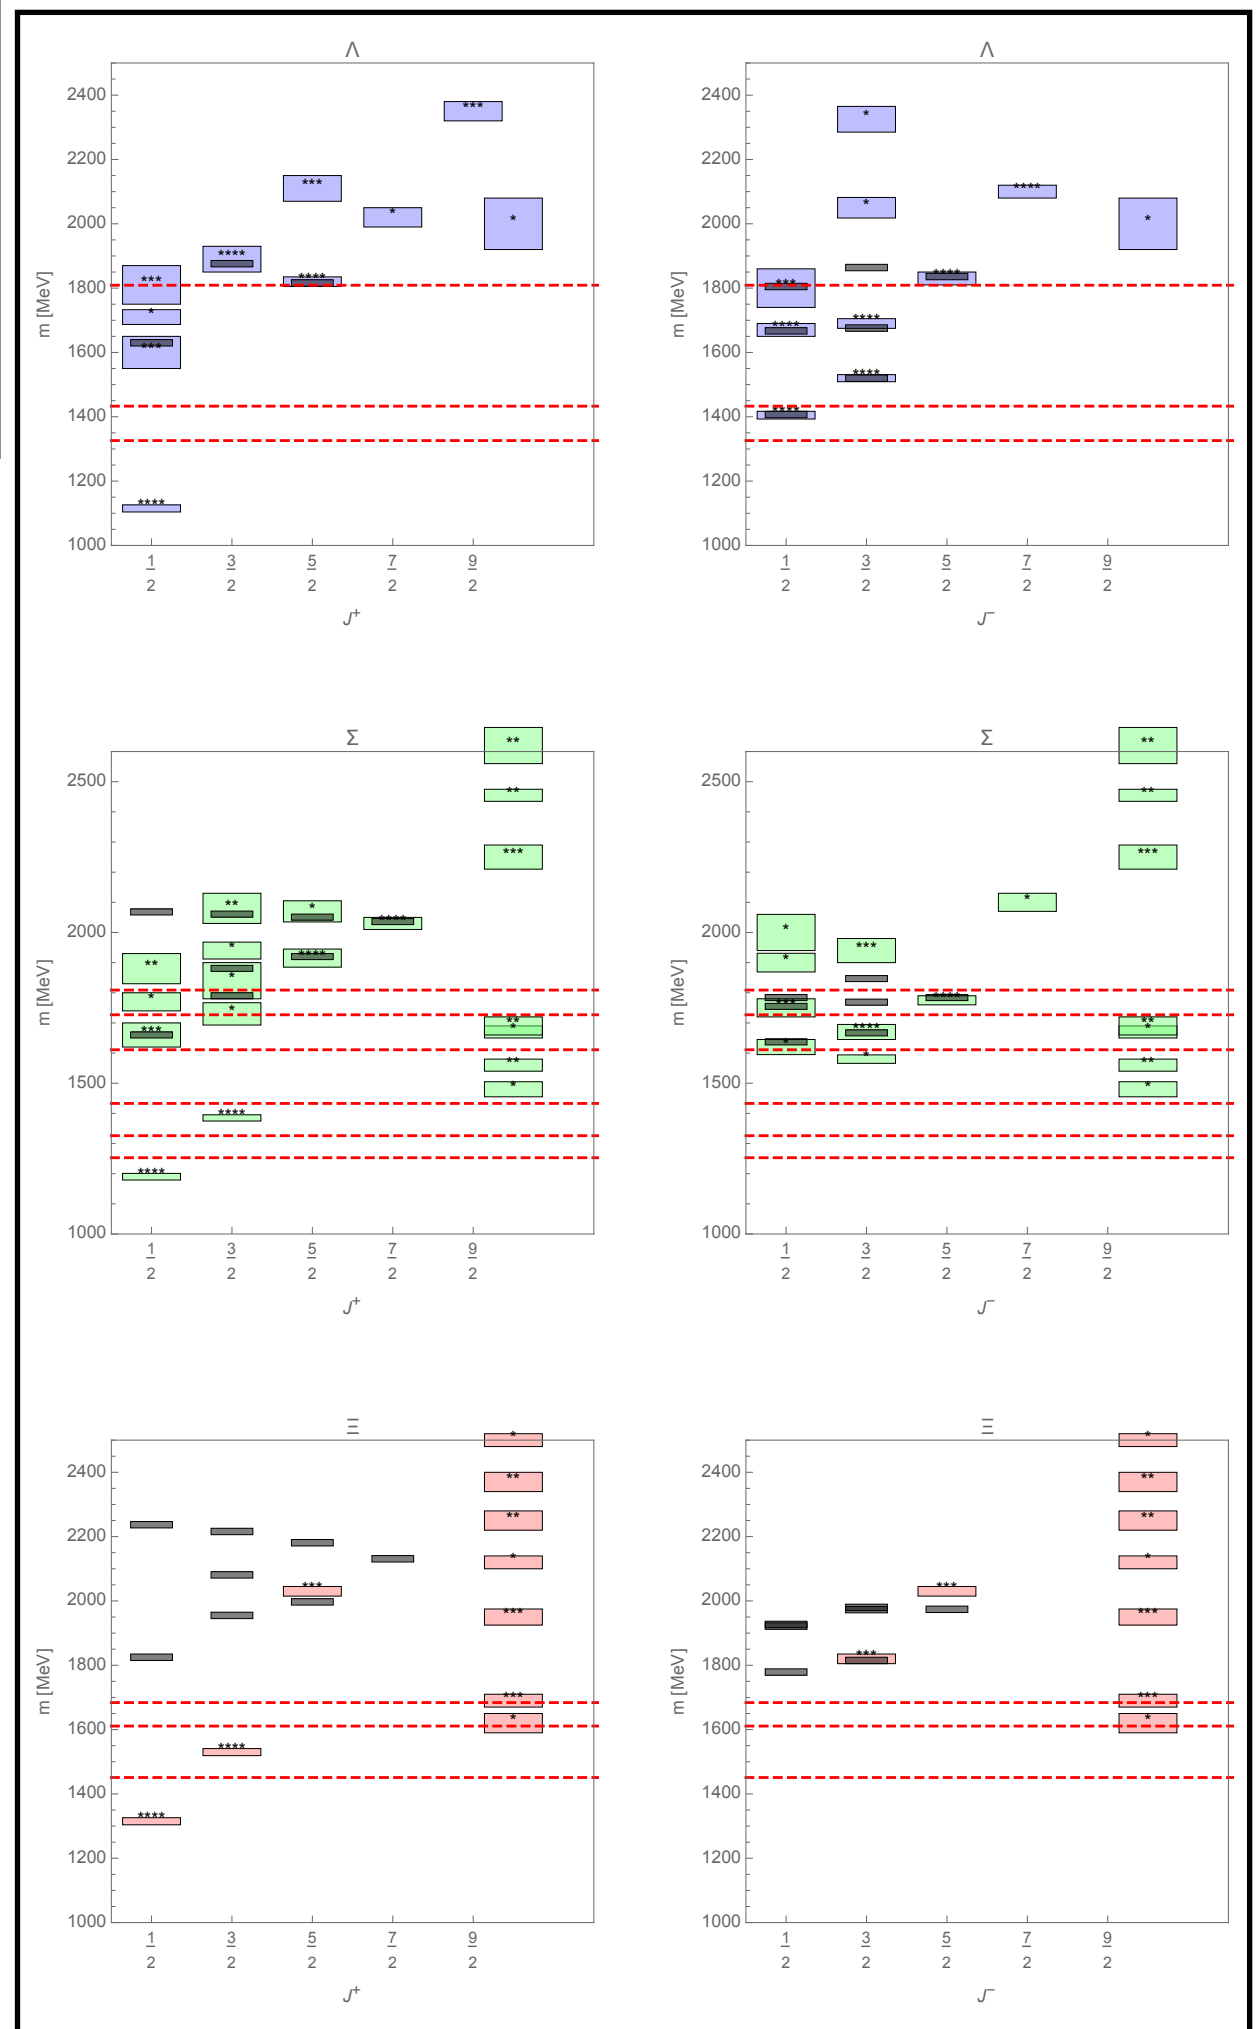 Λ Λ
2400 *** * 2400
*** ****
2200 2200
* * * *
2000 2000
**** ****
1800 *** **** *** 1800
* **** ****
m [MeV] m [MeV]
1600 *** **** 1600
1400 **** 1400
1200 **** 1200
1000 1000
1/2 3/2 5/2 7/2 9/2 1/2 3/2 5/2 7/2 9/2
J⁺ J⁻
Σ Σ
** **
2500 ** ** 2500
*** ***
2000 ** * **** * *** * 2000
** * **** *
m [MeV] m [MeV]
* * * *** ****
*** ** * * **** ** *
1500 ** * * ** * 1500
****
****
1000 1000
1/2 3/2 5/2 7/2 9/2 1/2 3/2 5/2 7/2 9/2
J⁺ J⁻
Ξ Ξ
* *
2400 ** ** 2400
2200 ** ** 2200
* *
2000 *** *** *** *** 2000
1800 *** 1800
m [MeV] m [MeV]
*** ***
1600 * * 1600
****
1400 1400
****
1200 1200
1000 1000
1/2 3/2 5/2 7/2 9/2 1/2 3/2 5/2 7/2 9/2
J⁺ J⁻